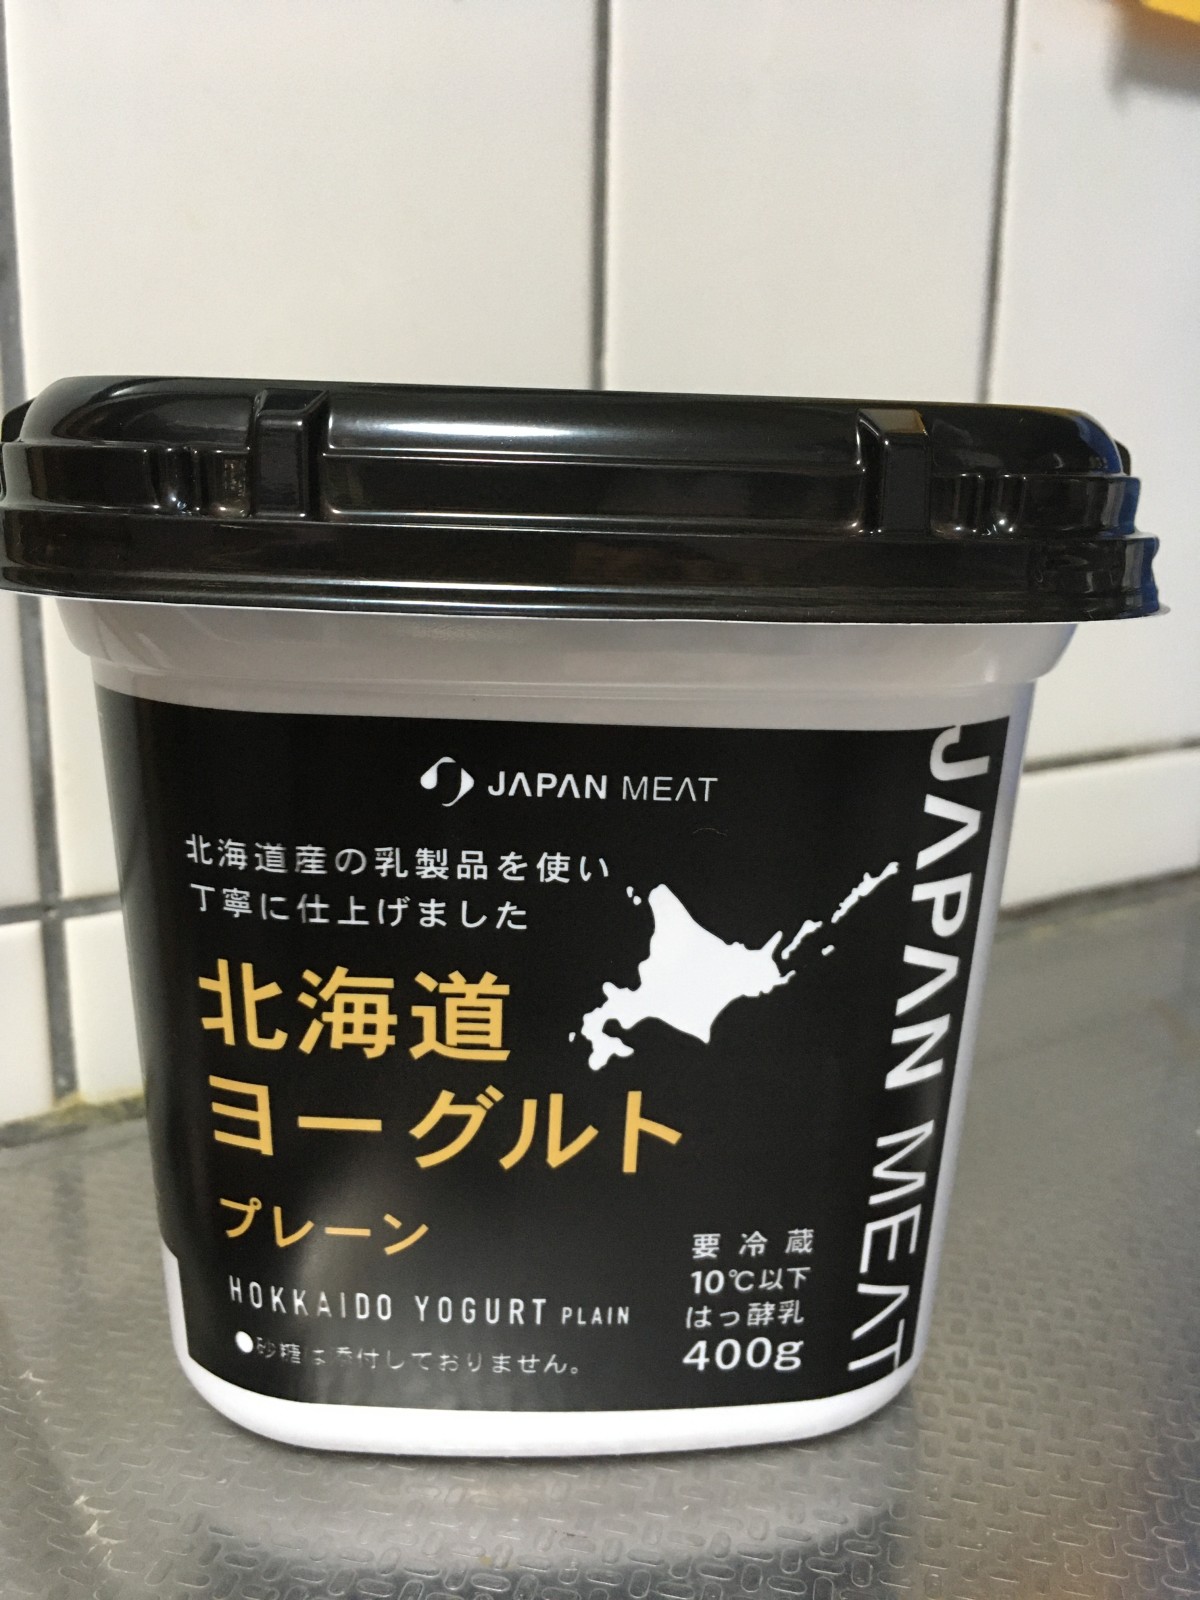 JAPAN MEAT
北海道産の乳製品を使い
丁寧に仕上げました
北海道
ヨーグルト
プレーン
HOKKAIDO YOGURT PLAIN
●砂糖は添付しておりません。
要冷蔵
10℃以下
はっ酵乳
400g
JAPAN MEAT